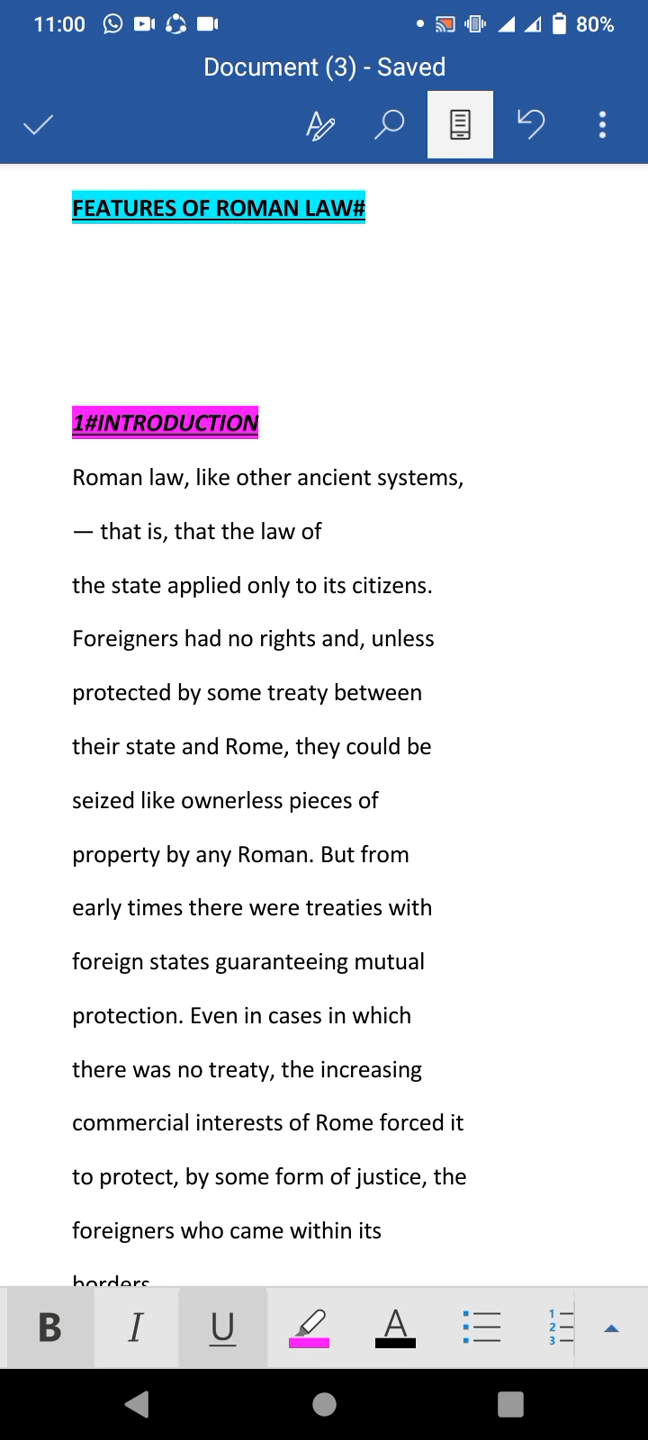 11:00
80%
Document (3) - Saved
FEATURES OF ROMAN LAW#
1#INTRODUCTION
Roman law, like other ancient systems,
— that is, that the law of
the state applied only to its citizens.
Foreigners had no rights and, unless
protected by some treaty between
their state and Rome, they could be
seized like ownerless pieces of
property by any Roman. But from
early times there were treaties with
foreign states guaranteeing mutual
protection. Even in cases in which
there was no treaty, the increasing
commercial interests of Rome forced it
to protect, by some form of justice, the
foreigners who came within its
borders
B I U A 1 2 3